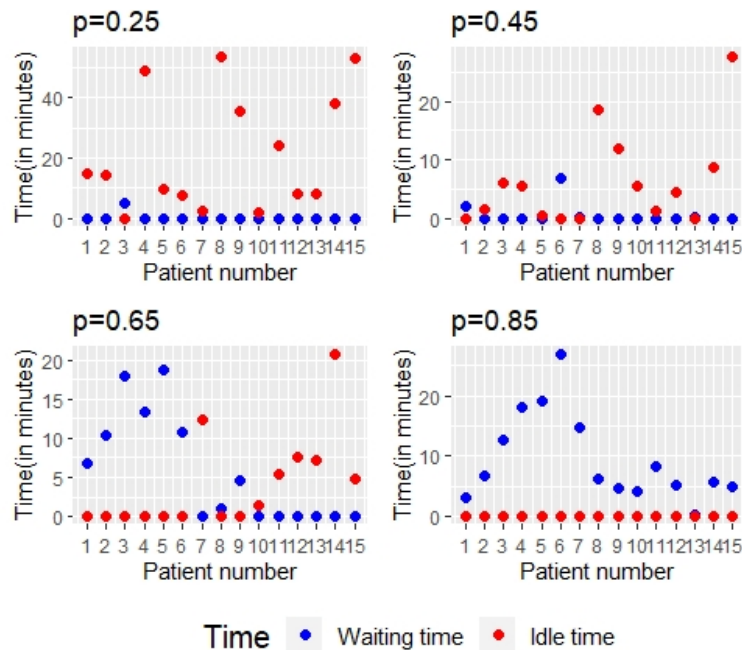 p=0.25
p=0.45
Time(in minutes)
40
20
0
1 2 3 4 5 6 7 8 9 10 11 12 13 14 15
Patient number
Time(in minutes)
20
10
0
1 2 3 4 5 6 7 8 9 10 11 12 13 14 15
Patient number
p=0.65
p=0.85
Time(in minutes)
20
15
10
5
0
1 2 3 4 5 6 7 8 9 10 11 12 13 14 15
Patient number
Time(in minutes)
20
10
0
1 2 3 4 5 6 7 8 9 10 11 12 13 14 15
Patient number
Time Waiting time Idle time